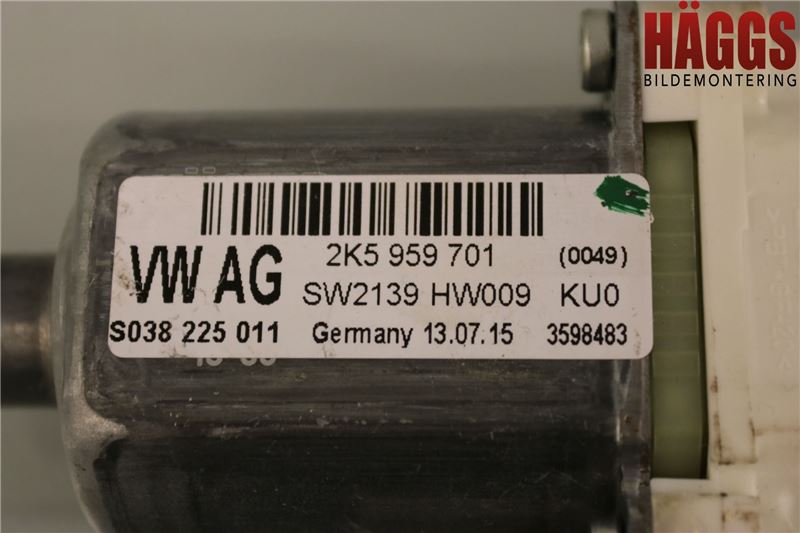 HÄGGS
BILDEMONTERING
VW AG
2K5 959 701 (0049)
SW2139 HW009 KU0
S038 225 011 Germany 13.07.15 3598483